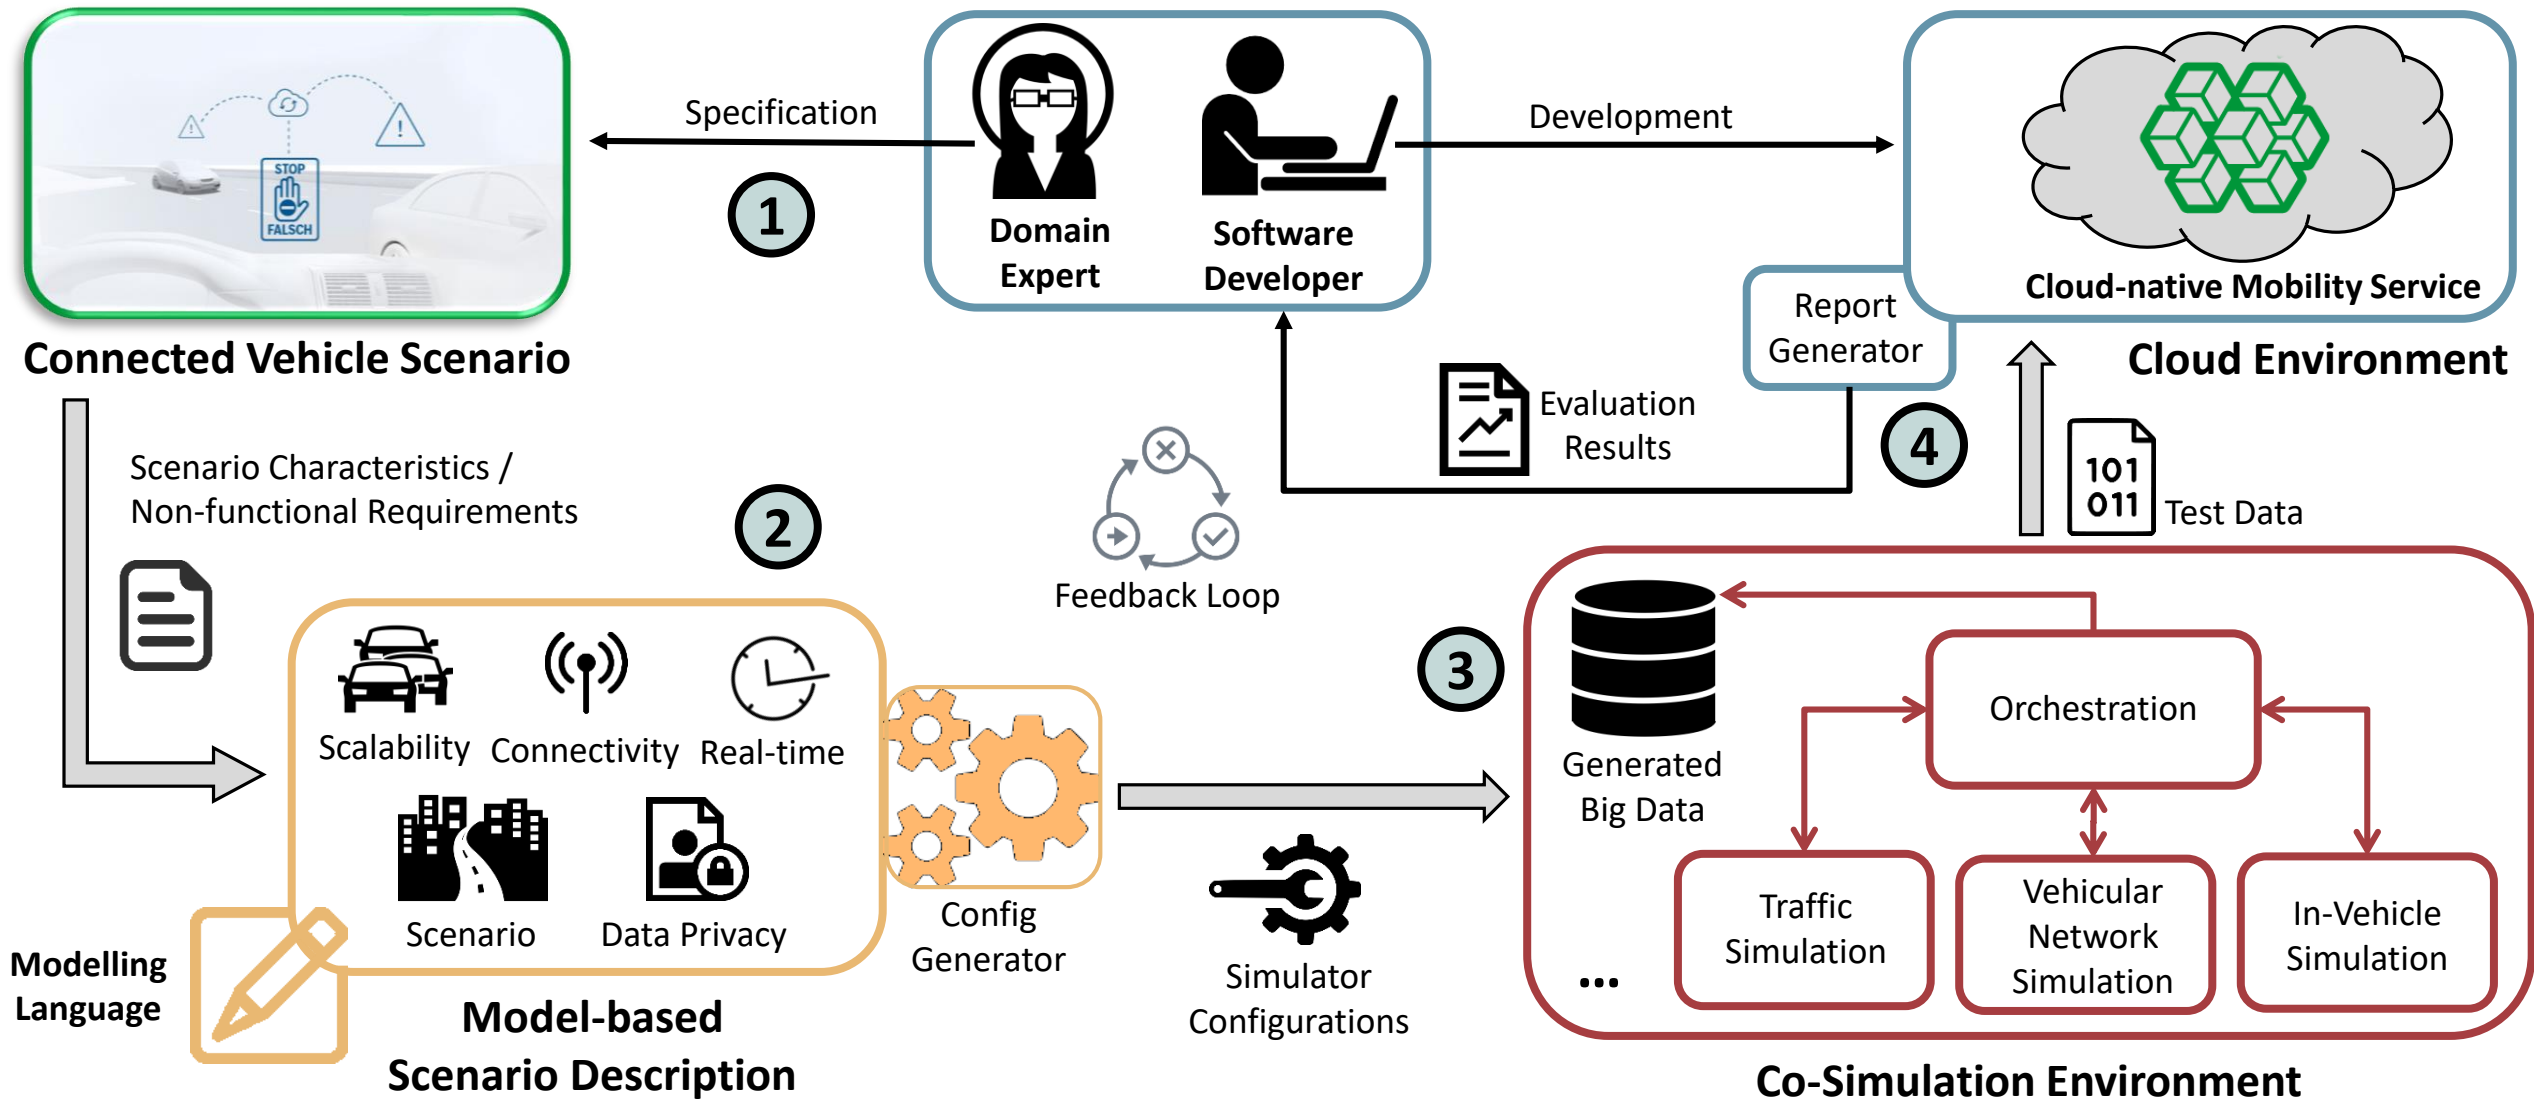 STOP
FALSCH
Connected Vehicle Scenario
Specification
1
Domain
Expert
Software
Developer
Development
Cloud-native Mobility Service
Cloud Environment
Report
Generator
Evaluation
Results
4
101
011
Test Data
Scenario Characteristics /
Non-functional Requirements
2
Feedback Loop
Scalability
Connectivity
Real-time
Scenario
Data Privacy
Modelling
Language
Model-based
Scenario Description
Config
Generator
Simulator
Configurations
3
Generated
Big Data
Orchestration
Traffic
Simulation
Vehicular
Network
Simulation
In-Vehicle
Simulation
...
Co-Simulation Environment